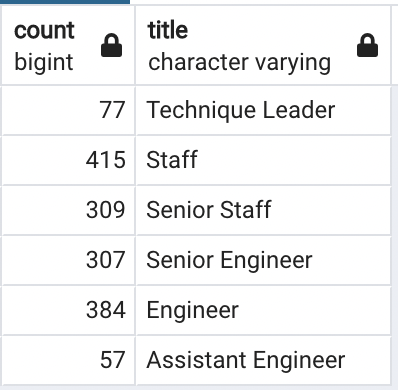 count title
bigint character varying
77 Technique Leader
415 Staff
309 Senior Staff
307 Senior Engineer
384 Engineer
57 Assistant Engineer